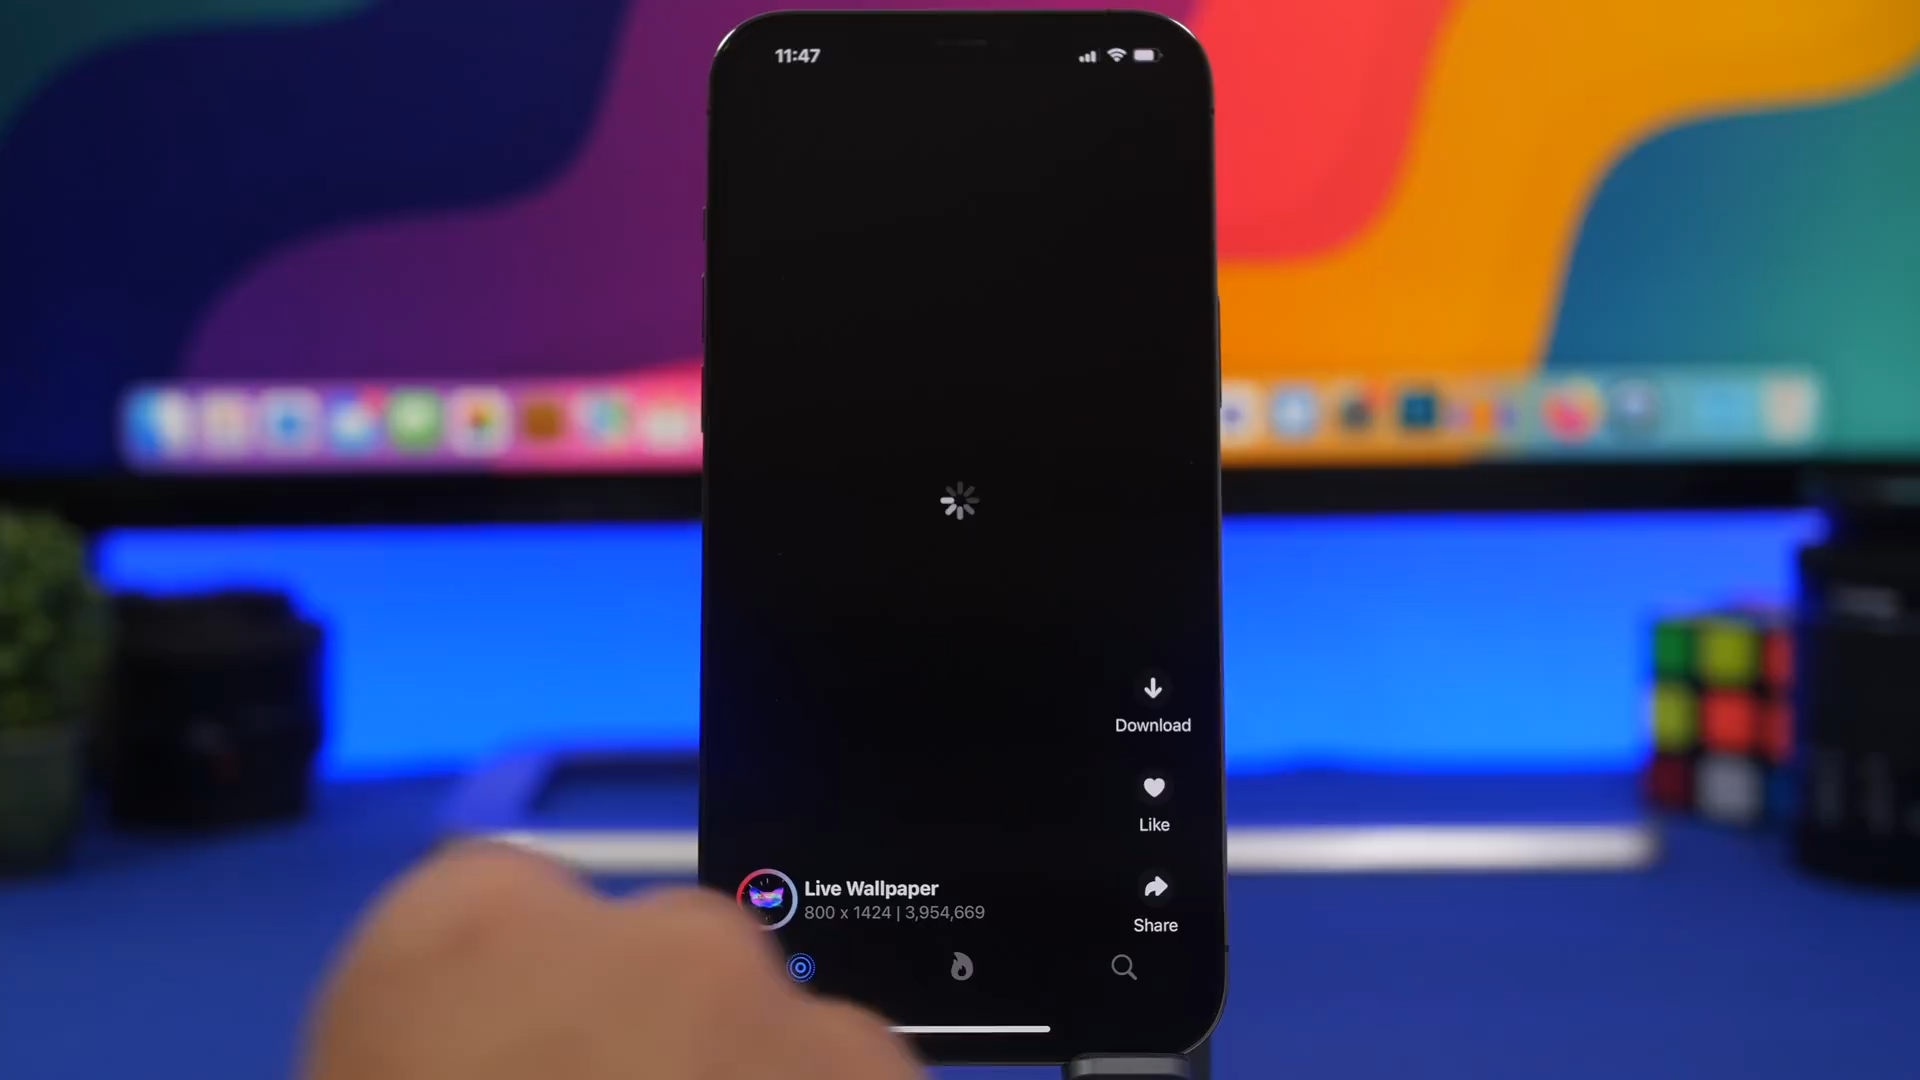 11:47
Download
Like
Live Wallpaper
800 x 1424 | 3,954,669
Share